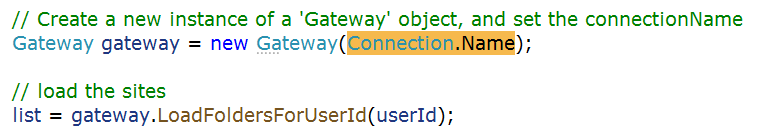 // Create a new instance of a 'Gateway' object, and set the connectionName
Gateway gateway = new Gateway(Connection.Name);
// load the sites
list = gateway.LoadFoldersForUserId(userId);